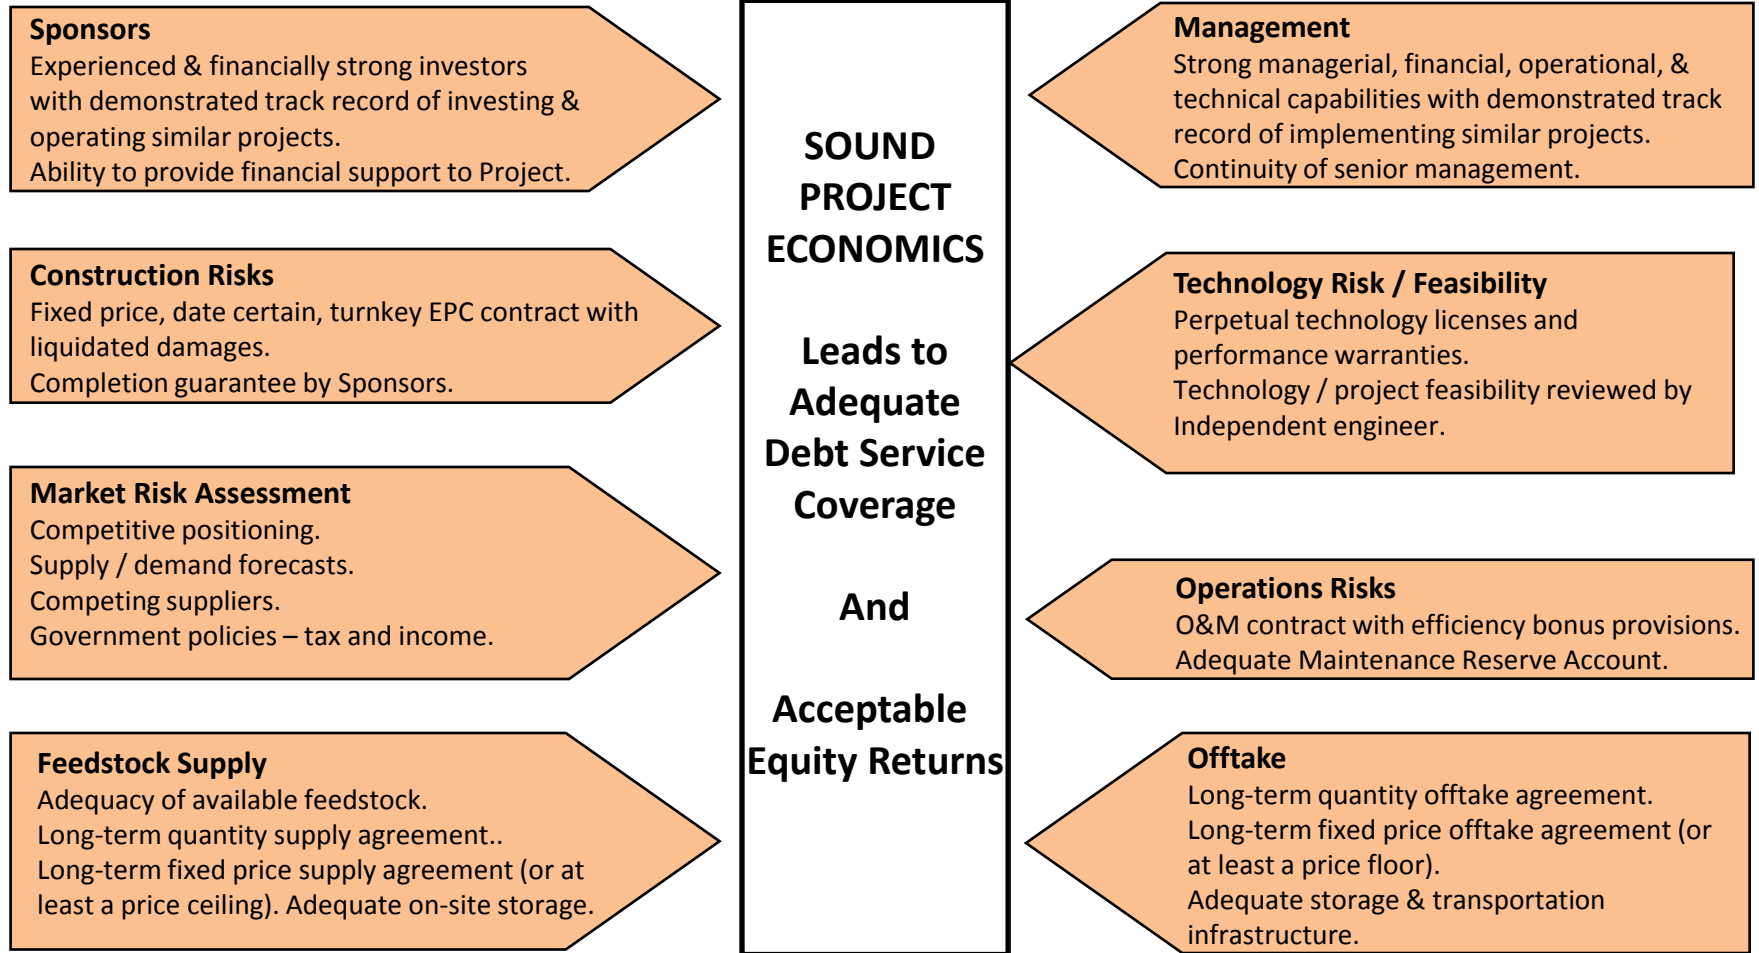 Sponsors
Experienced & financially strong investors
with demonstrated track record of investing &
operating similar projects.
Ability to provide financial support to Project.
Construction Risks
Fixed price, date certain, turnkey EPC contract with
liquidated damages.
Completion guarantee by Sponsors.
Market Risk Assessment
Competitive positioning.
Supply / demand forecasts.
Competing suppliers.
Government policies – tax and income.
Feedstock Supply
Adequacy of available feedstock.
Long-term quantity supply agreement..
Long-term fixed price supply agreement (or at
least a price ceiling). Adequate on-site storage.
SOUND
PROJECT
ECONOMICS
Leads to
Adequate
Debt Service
Coverage
And
Acceptable
Equity Returns
Management
Strong managerial, financial, operational, &
technical capabilities with demonstrated track
record of implementing similar projects.
Continuity of senior management.
Technology Risk / Feasibility
Perpetual technology licenses and
performance warranties.
Technology / project feasibility reviewed by
Independent engineer.
Operations Risks
O&M contract with efficiency bonus provisions.
Adequate Maintenance Reserve Account.
Offtake
Long-term quantity offtake agreement.
Long-term fixed price offtake agreement (or
at least a price floor).
Adequate storage & transportation
infrastructure.